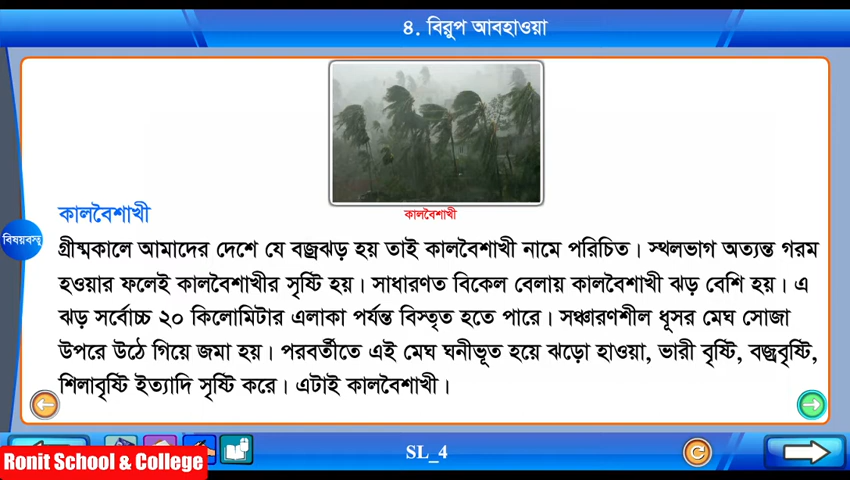 ৪. বিরুপ আবহাওয়া
কালবৈশাখী
কালবৈশাখী
বিষয়বস্তু
গ্রীষ্মকালে আমাদের দেশে যে বজ্রঝড় হয় তাই কালবৈশাখী নামে পরিচিত। স্থলভাগ অত্যন্ত গরম
হওয়ার ফলেই কালবৈশাখীর সৃষ্টি হয়। সাধারণত বিকেল বেলায় কালবৈশাখী ঝড় বেশি হয়। এ
ঝড় সর্বোচ্চ ২০ কিলোমিটার এলাকা পর্যন্ত বিস্তৃত হতে পারে। সঞ্চারণশীল ধূসর মেঘ সোজা
উপরে উঠে গিয়ে জমা হয়। পরবর্তীতে এই মেঘ ঘনীভূত হয়ে ঝড়ো হাওয়া, ভারী বৃষ্টি, বজ্রবৃষ্টি,
শিলাবৃষ্টি ইত্যাদি সৃষ্টি করে। এটাই কালবৈশাখী।
SL_4
Ronit School & College